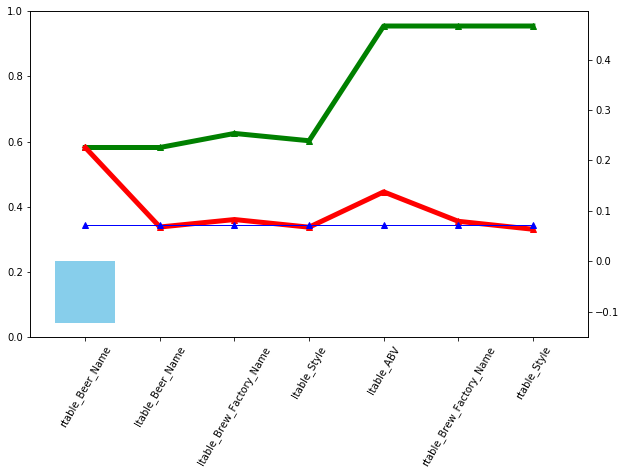 1.0
0.8
0.6
0.4
0.2
0.0
0.4
0.3
0.2
0.1
0.0
−0.1
rtable_Beer_Name
ltable_Beer_Name
ltable_Brew_Factory_Name
ltable_Style
ltable_ABV
rtable_Brew_Factory_Name
rtable_Style